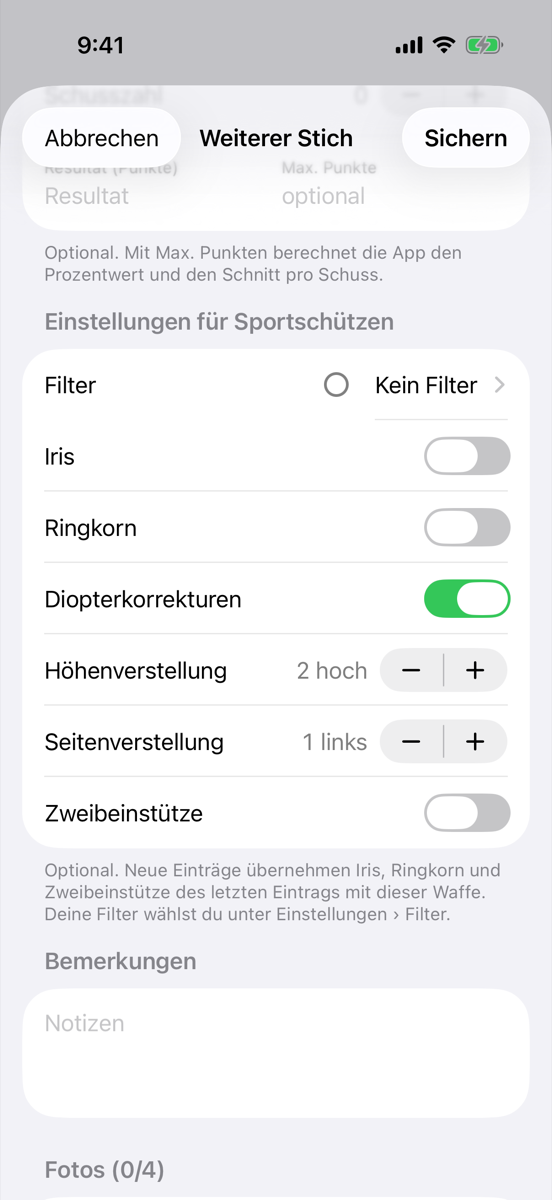 9:41
Schusszahl 0
Abbrechen Weiterer Stich Sichern
Resultat (Punkte) Max. Punkte
Resultat optional
Optional. Mit Max. Punkten berechnet die App den
Prozentwert und den Schnitt pro Schuss.
Einstellungen für Sportschützen
Filter Kein Filter
Iris
Ringkorn
Diopterkorrekturen
Höhenverstellung 2 hoch − +
Seitenverstellung 1 links − +
Zweibeinstütze
Optional. Neue Einträge übernehmen Iris, Ringkorn und
Zweibeinstütze des letzten Eintrags mit dieser Waffe.
Deine Filter wählst du unter Einstellungen › Filter.
Bemerkungen
Notizen
Fotos (0/4)